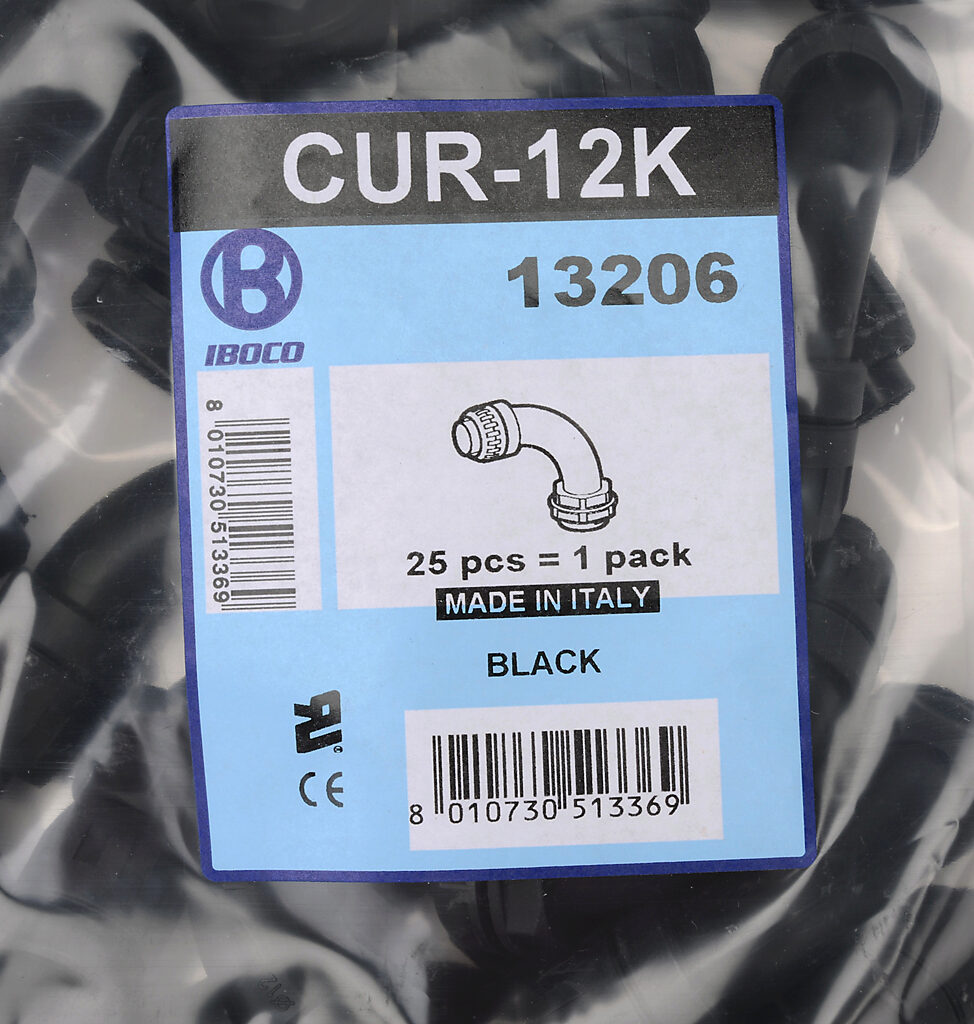 CUR-12K
13206
B
IBOCO
8 010730 513369
25 pcs = 1 pack
MADE IN ITALY
BLACK
RU ®
CE
8 010730 513369